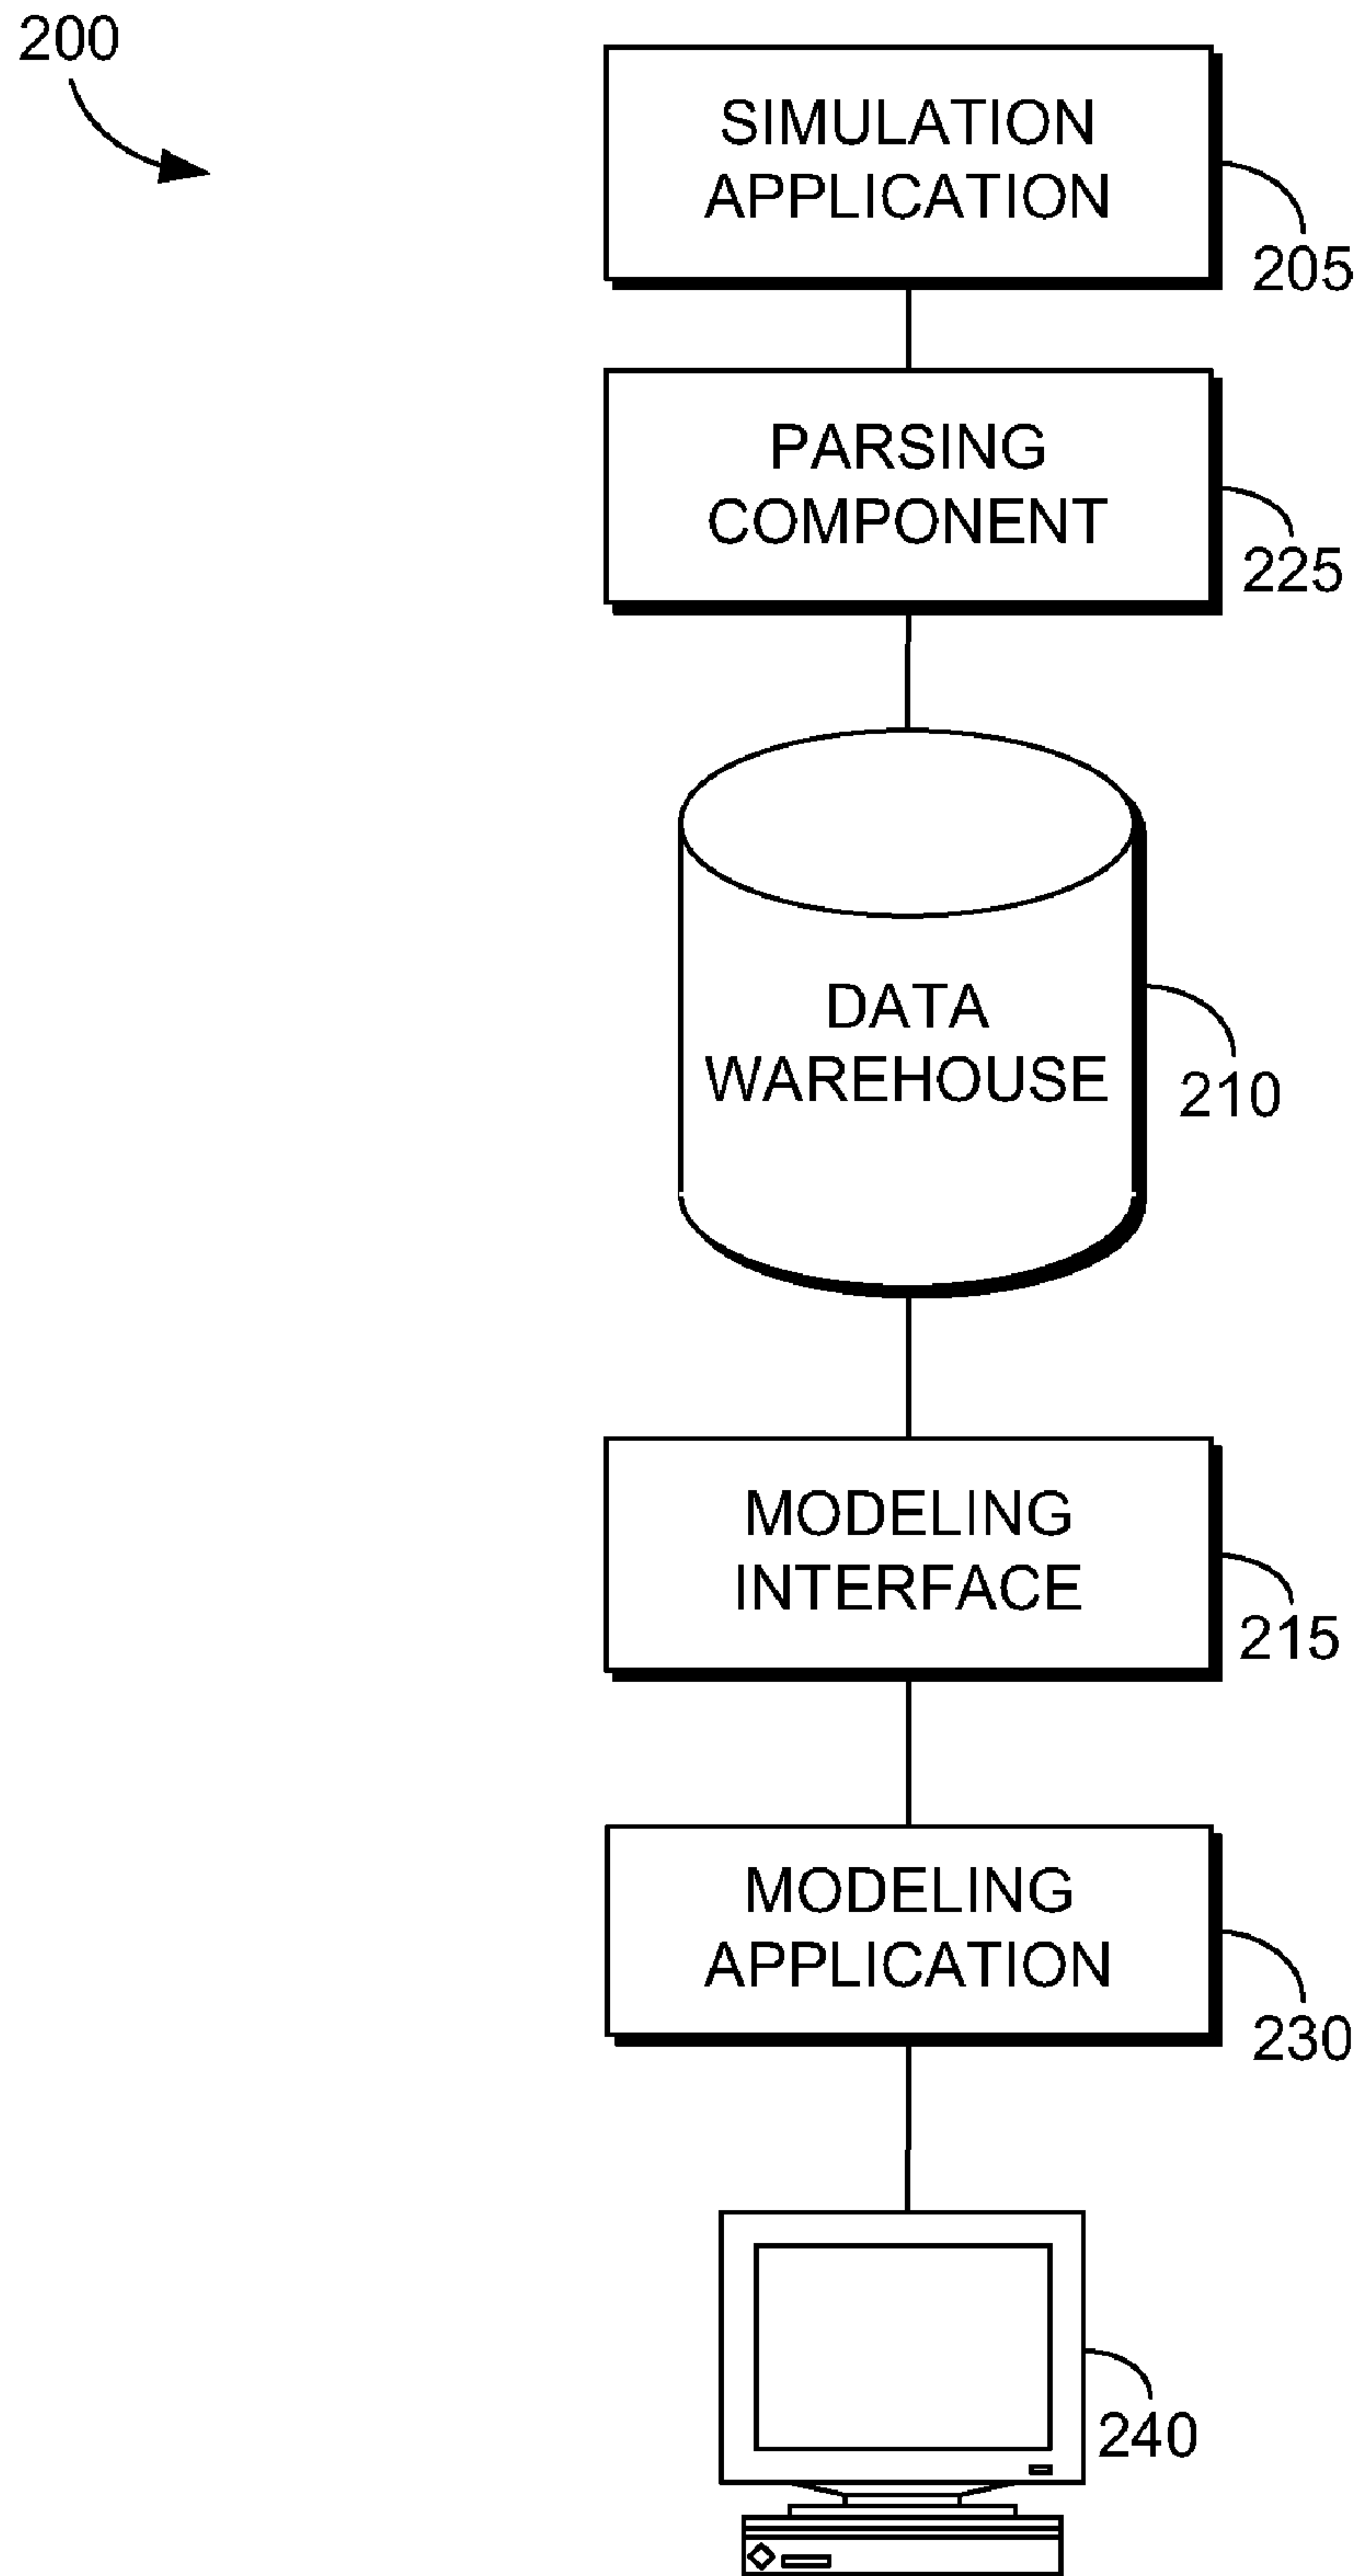 200
SIMULATION
APPLICATION
205
PARSING
COMPONENT
225
DATA
WAREHOUSE
210
MODELING
INTERFACE
215
MODELING
APPLICATION
230
240